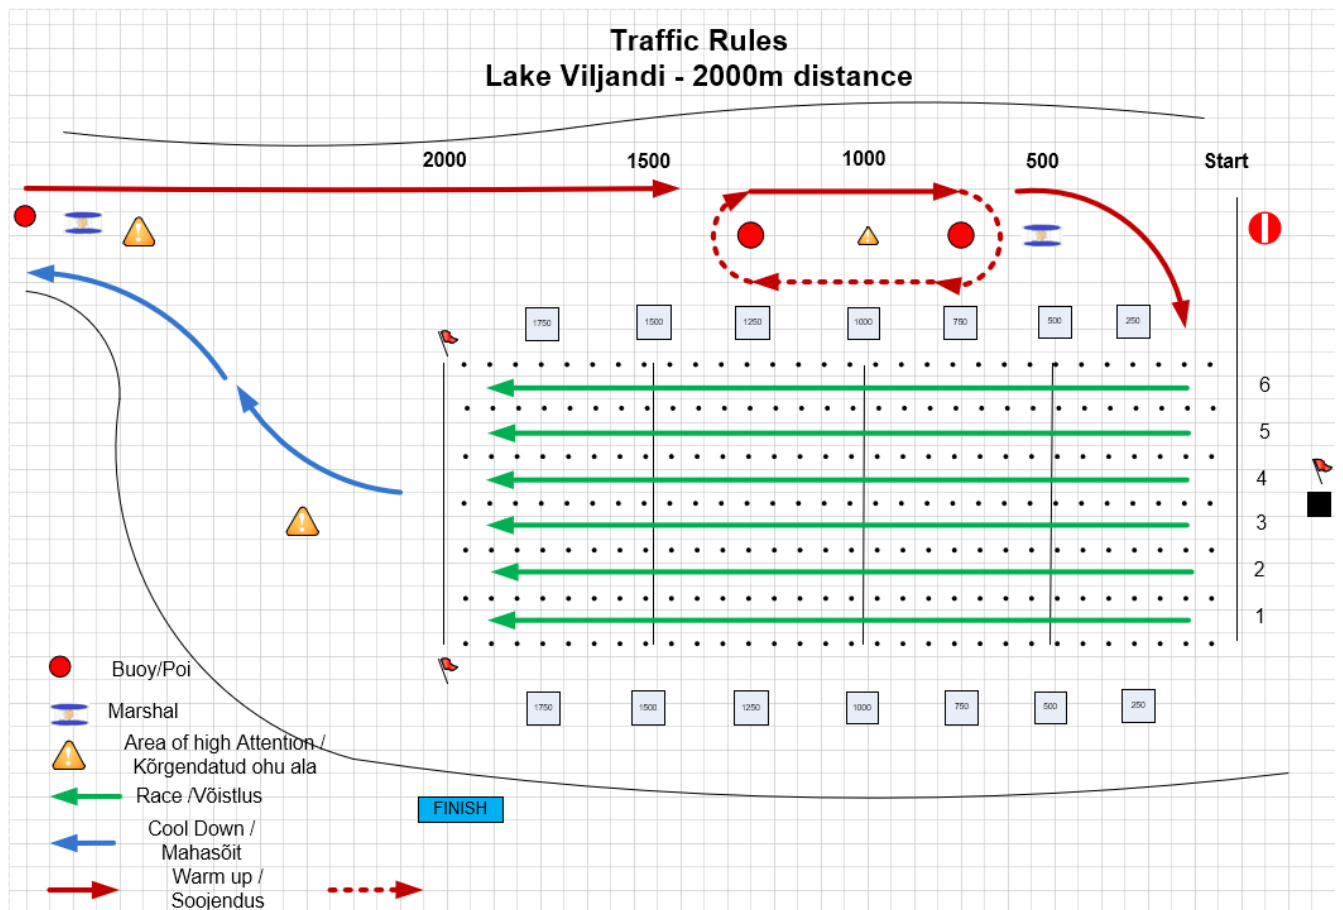 Traffic Rules
Lake Viljandi - 2000m distance
2000 1500 1000 500 Start
1750 1500 1250 1000 750 500 250
6
5
4
3
2
1
1750 1500 1250 1000 750 500 250
Buoy/Poi
Marshal
Area of high Attention /
Kõrgendatud ohu ala
Race /Võistlus
Cool Down /
Mahasõit
Warm up /
Soojendus
FINISH